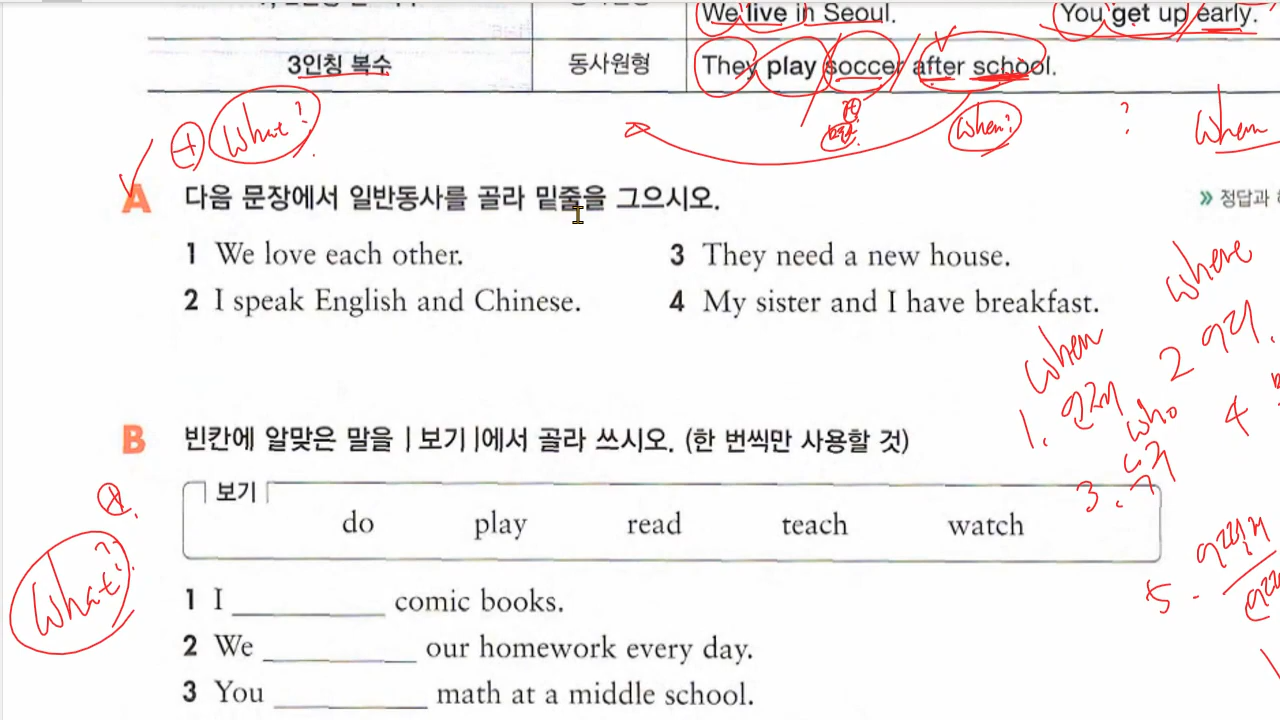 We live in Seoul. You get up early.
3인칭 복수 동사원형 They play soccer after school.
+ What? When? ? When
A 다음 문장에서 일반동사를 골라 밑줄을 그으시오. » 정답과
1 We love each other. 3 They need a new house.
2 I speak English and Chinese. 4 My sister and I have breakfast.
where
when 2 어디.
1. 언제 who 4
B 빈칸에 알맞은 말을 | 보기 |에서 골라 쓰시오. (한 번씩만 사용할 것)
3.
보기
do play read teach watch
What?
5.
1 I ________ comic books.
2 We ________ our homework every day.
3 You ________ math at a middle school.